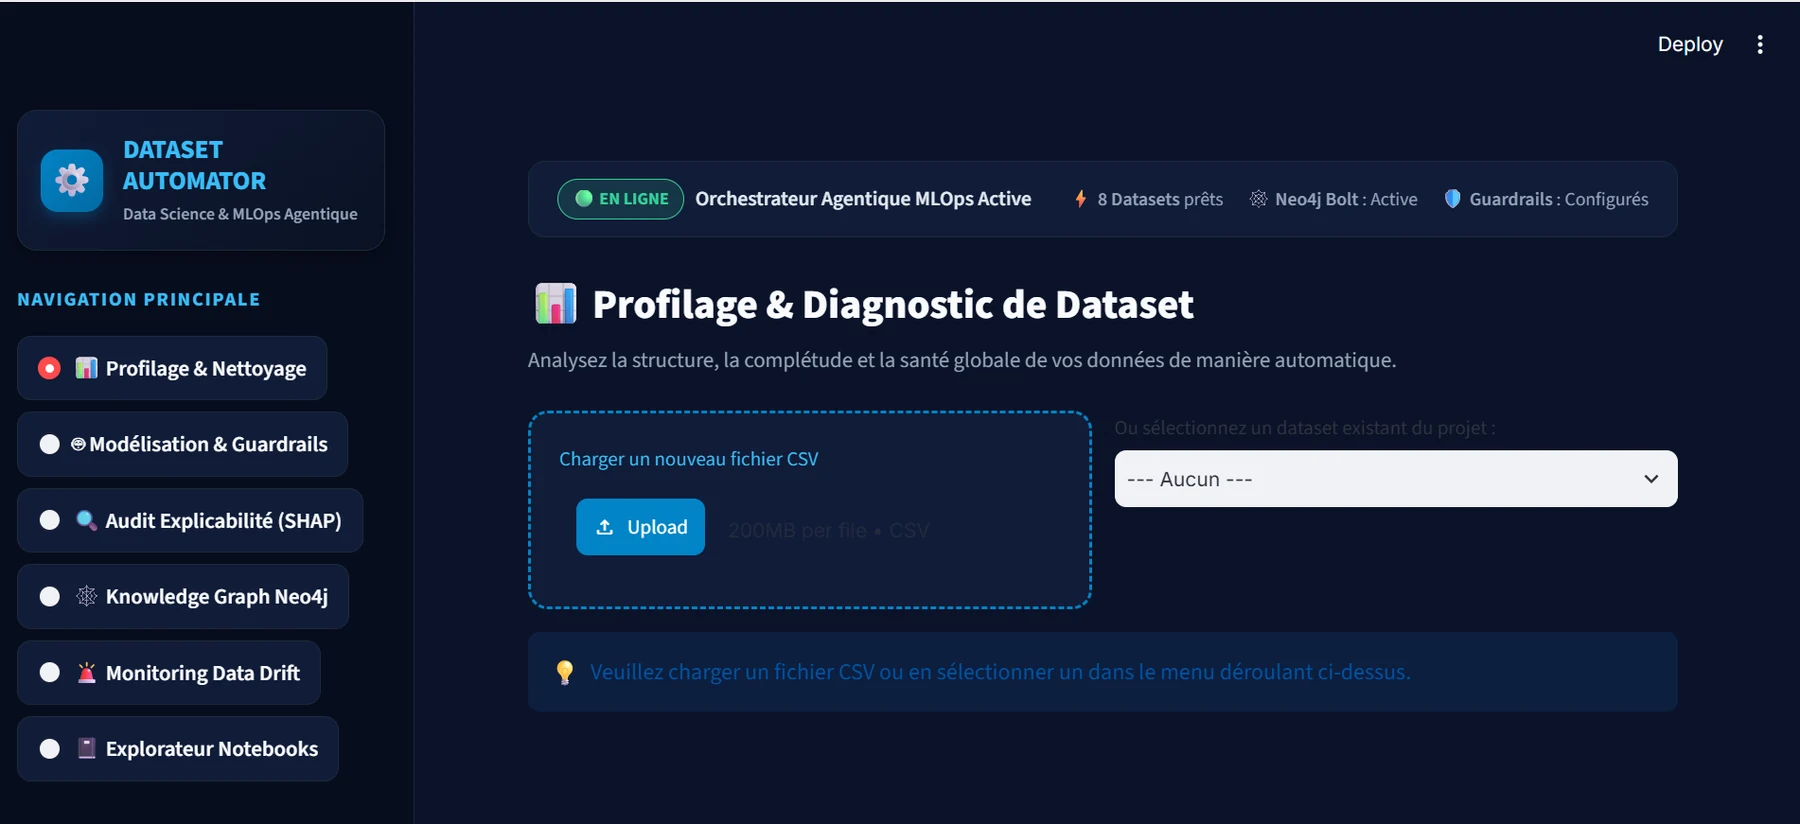 Deploy
DATASET
AUTOMATOR
Data Science & MLOps Agentique
NAVIGATION PRINCIPALE
Profilage & Nettoyage
Modélisation & Guardrails
Audit Explicabilité (SHAP)
Knowledge Graph Neo4j
Monitoring Data Drift
Explorateur Notebooks
EN LIGNE Orchestrateur Agentique MLOps Active 8 Datasets prêts Neo4j Bolt : Active Guardrails : Configurés
Profilage & Diagnostic de Dataset
Analysez la structure, la complétude et la santé globale de vos données de manière automatique.
Charger un nouveau fichier CSV
Upload 200MB per file • CSV
Ou sélectionnez un dataset existant du projet :
--- Aucun ---
Veuillez charger un fichier CSV ou en sélectionner un dans le menu déroulant ci-dessus.